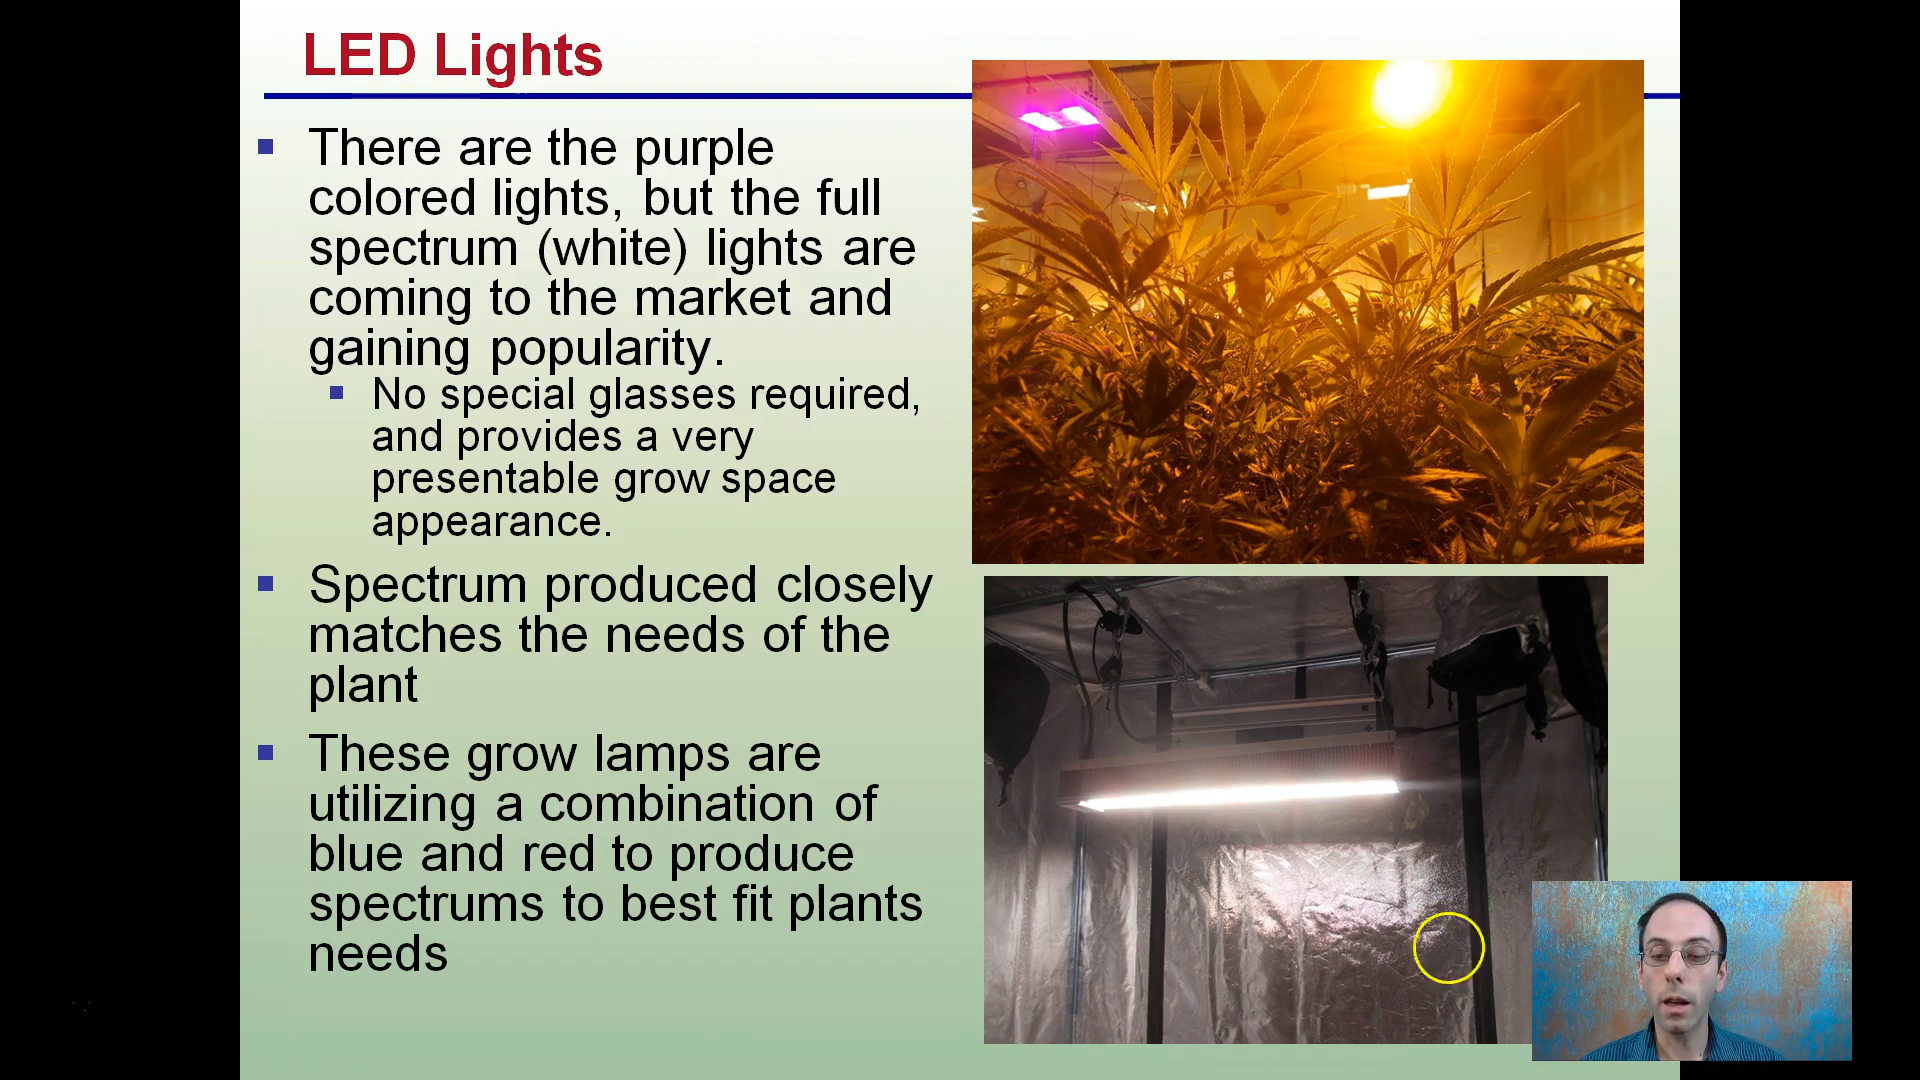 LED Lights
There are the purple
colored lights, but the full
spectrum (white) lights are
coming to the market and
gaining popularity.
No special glasses required,
and provides a very
presentable grow space
appearance.
Spectrum produced closely
matches the needs of the
plant
These grow lamps are
utilizing a combination of
blue and red to produce
spectrums to best fit plants
needs